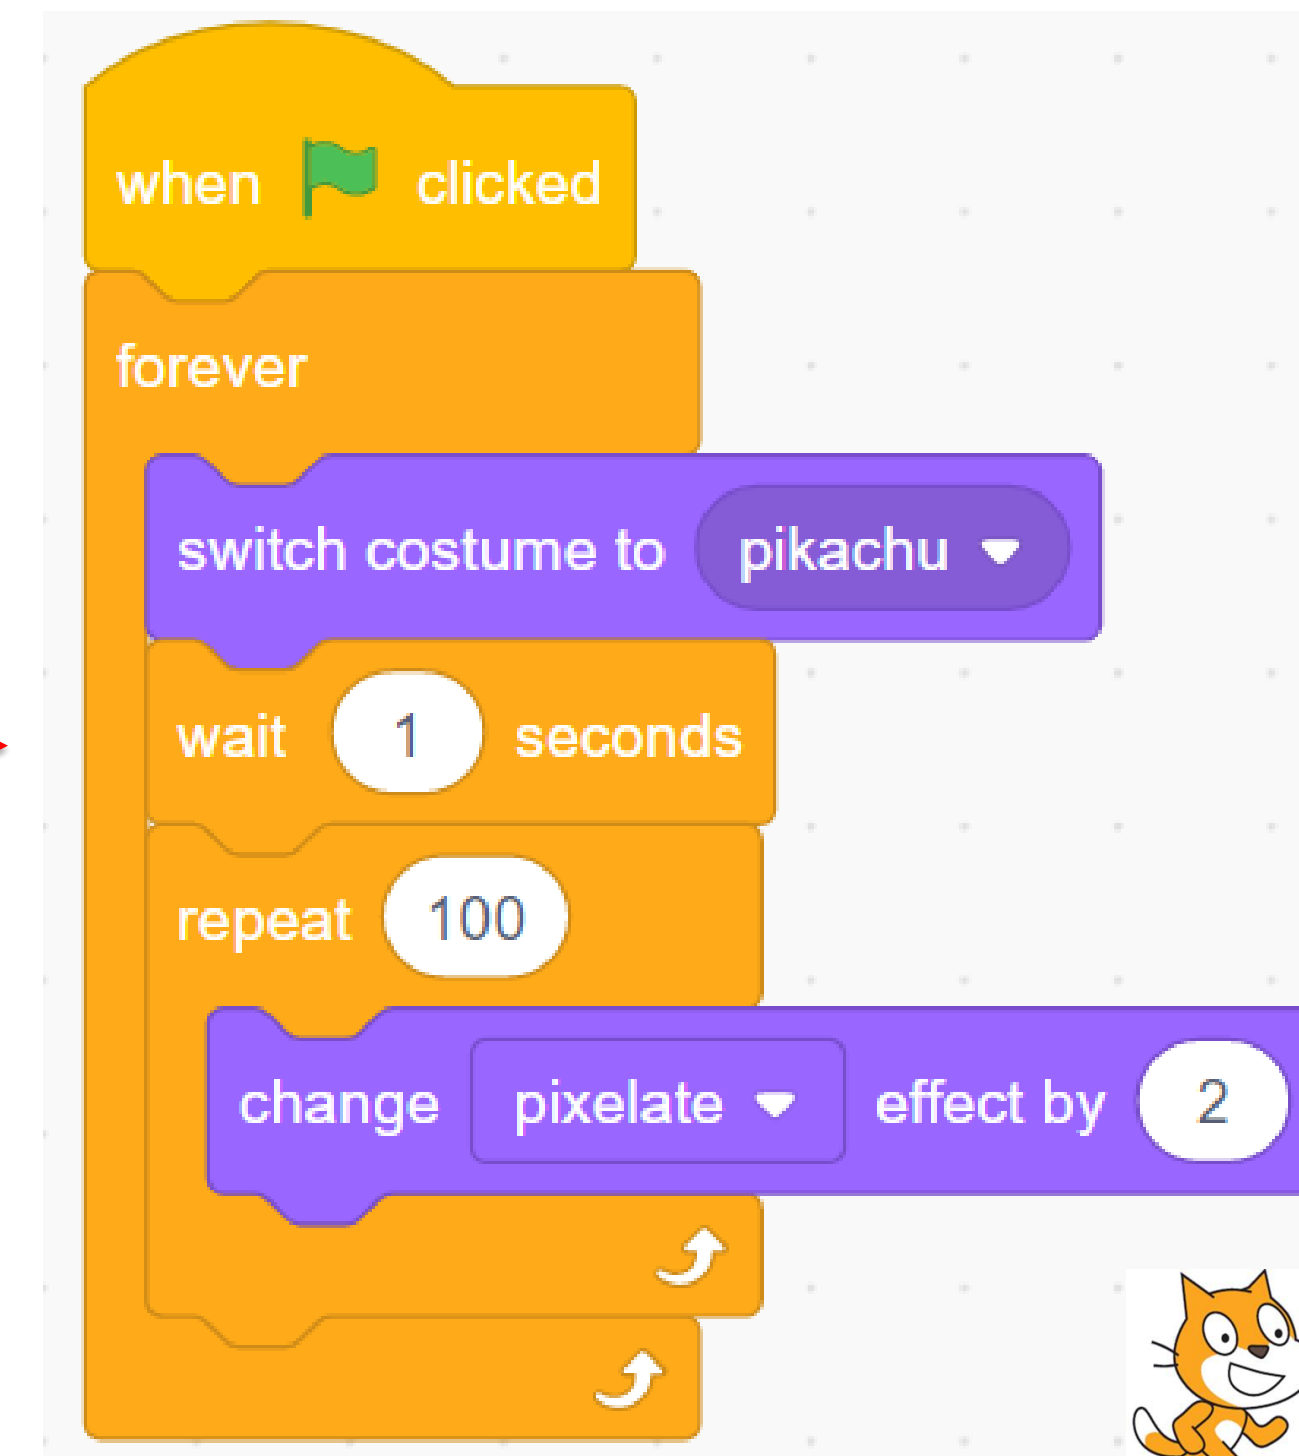 when clicked
forever
switch costume to pikachu
wait 1 seconds
repeat 100
change pixelate effect by 2